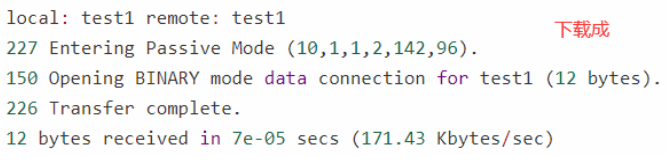 local: test1 remote: test1
下载成
227 Entering Passive Mode (10,1,1,2,142,96).
150 Opening BINARY mode data connection for test1 (12 bytes).
226 Transfer complete.
12 bytes received in 7e-05 secs (171.43 Kbytes/sec)